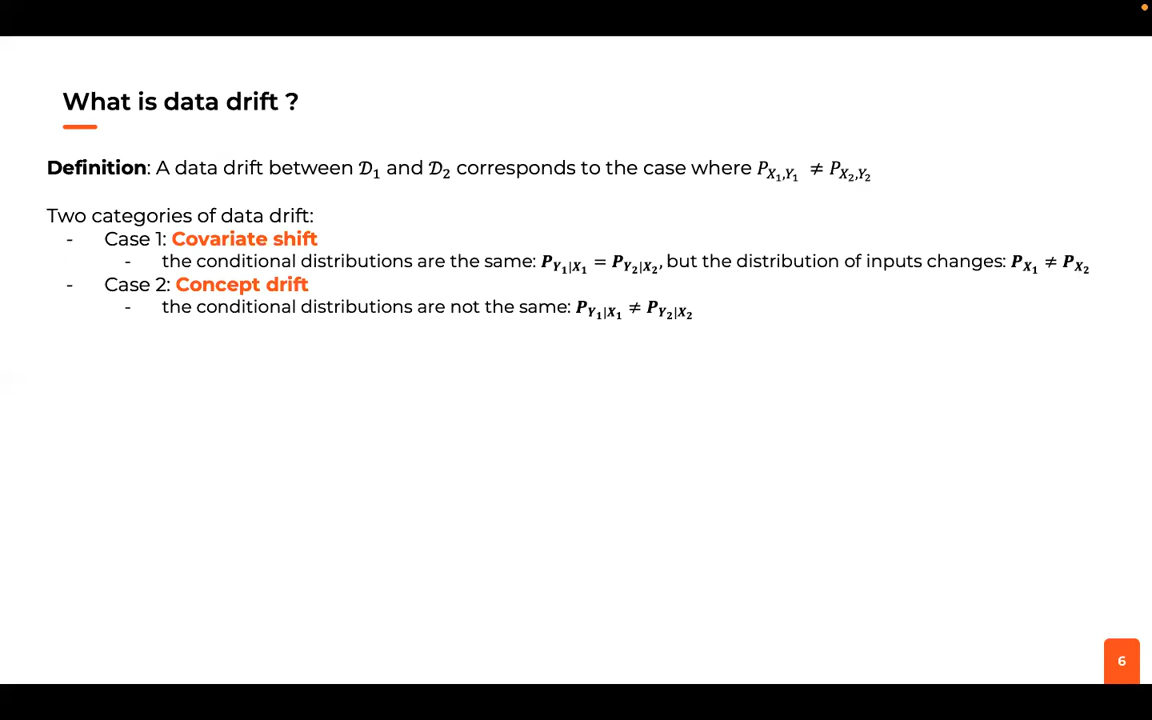 What is data drift ?
Definition: A data drift between 𝒟₁ and 𝒟₂ corresponds to the case where P_{X₁,Y₁} ≠ P_{X₂,Y₂}
Two categories of data drift:
- Case 1: Covariate shift
- the conditional distributions are the same: P_{Y₁|X₁} = P_{Y₂|X₂}, but the distribution of inputs changes: P_{X₁} ≠ P_{X₂}
- Case 2: Concept drift
- the conditional distributions are not the same: P_{Y₁|X₁} ≠ P_{Y₂|X₂}
6